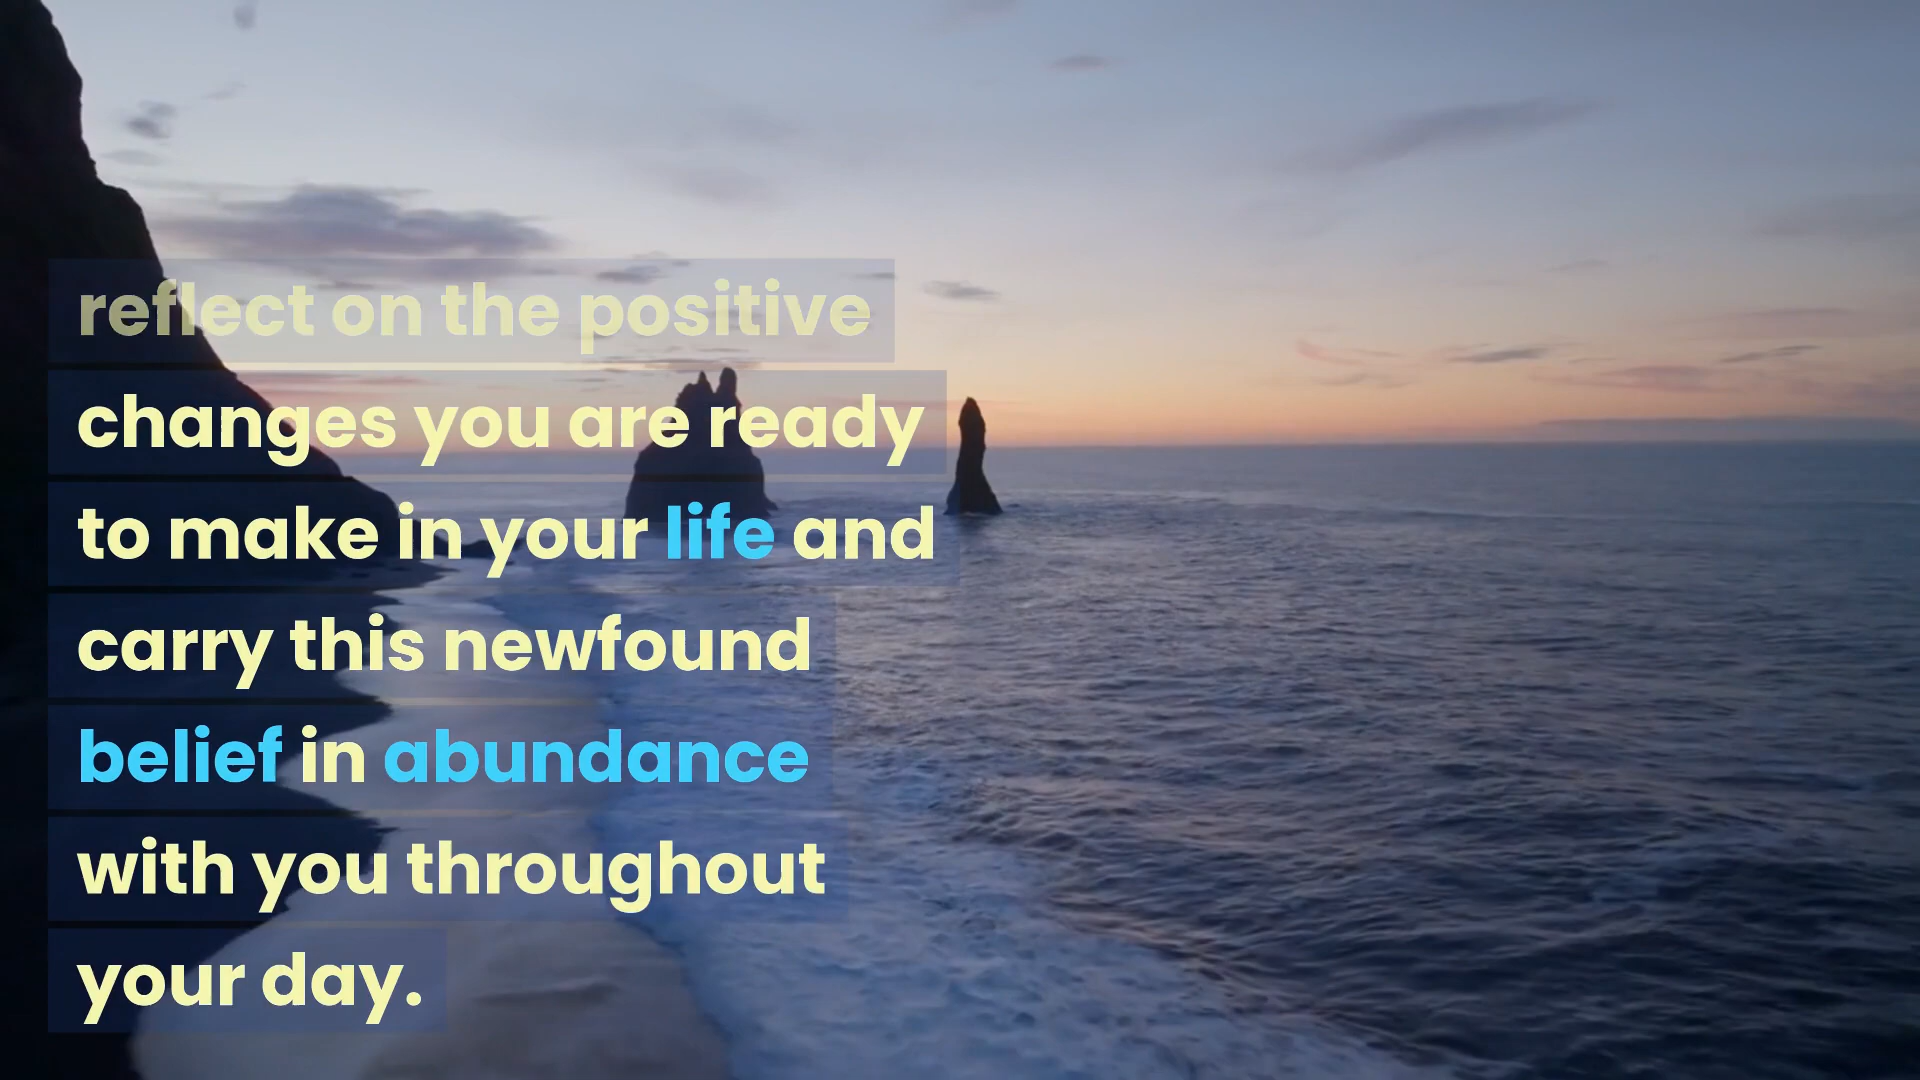 reflect on the positive
changes you are ready
to make in your life and
carry this newfound
belief in abundance
with you throughout
your day.